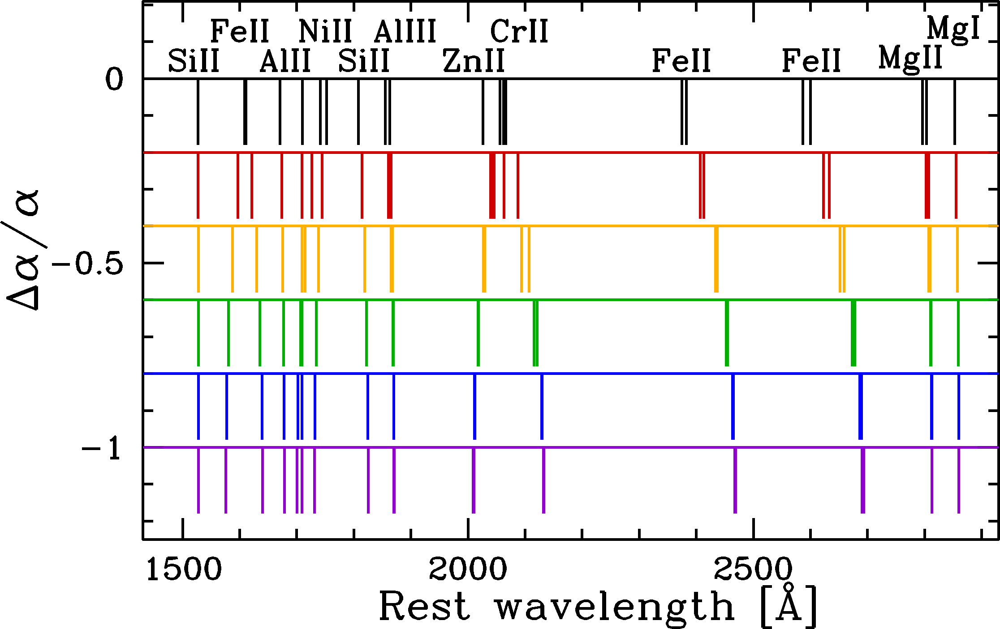 FeII NiII AlIII CrII MgI
SiII AlII SiII ZnII FeII FeII MgII
0
-0.5
-1
Δα/α
1500 2000 2500
Rest wavelength [Å]